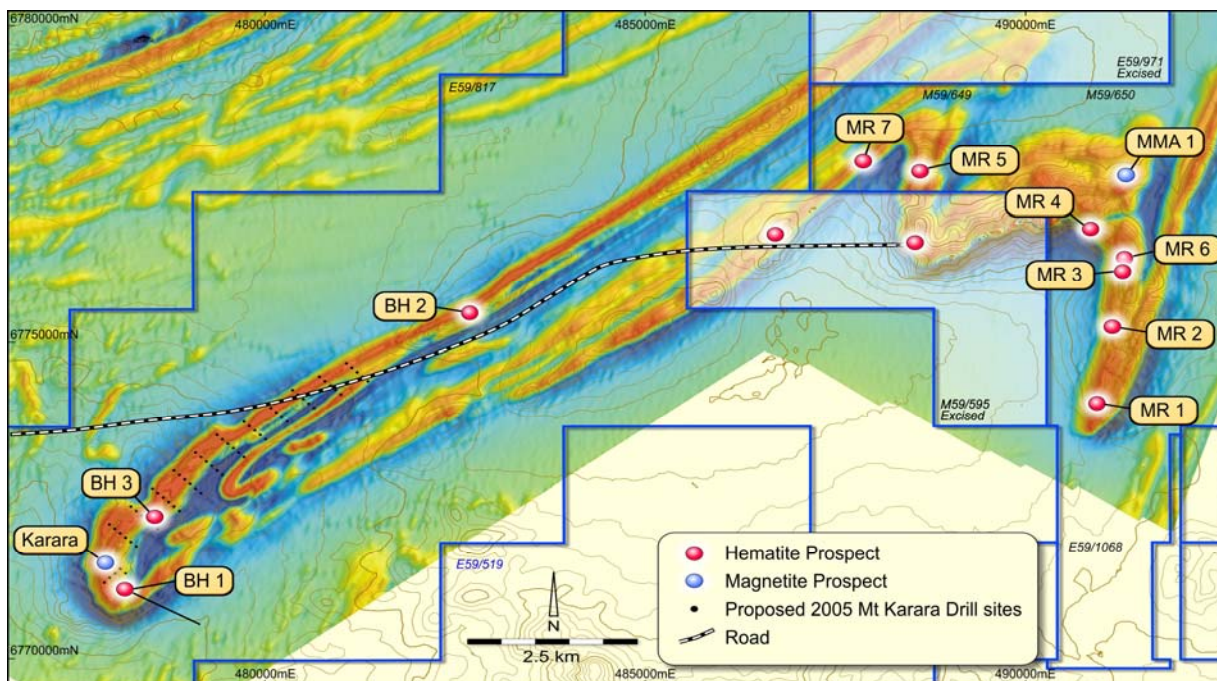 6780000mN
480000mE
485000mE
490000mE
E59/971
Excised
E59/817
M59/649
M59/650
MR 7
MR 5
MMA 1
MR 4
MR 6
MR 3
BH 2
6775000mN
MR 2
M59/595
Excised
MR 1
BH 3
Karara
BH 1
E59/519
E59/1068
Hematite Prospect
Magnetite Prospect
Proposed 2005 Mt Karara Drill sites
Road
N
2.5 km
6770000mN
480000mE
485000mE
490000mE